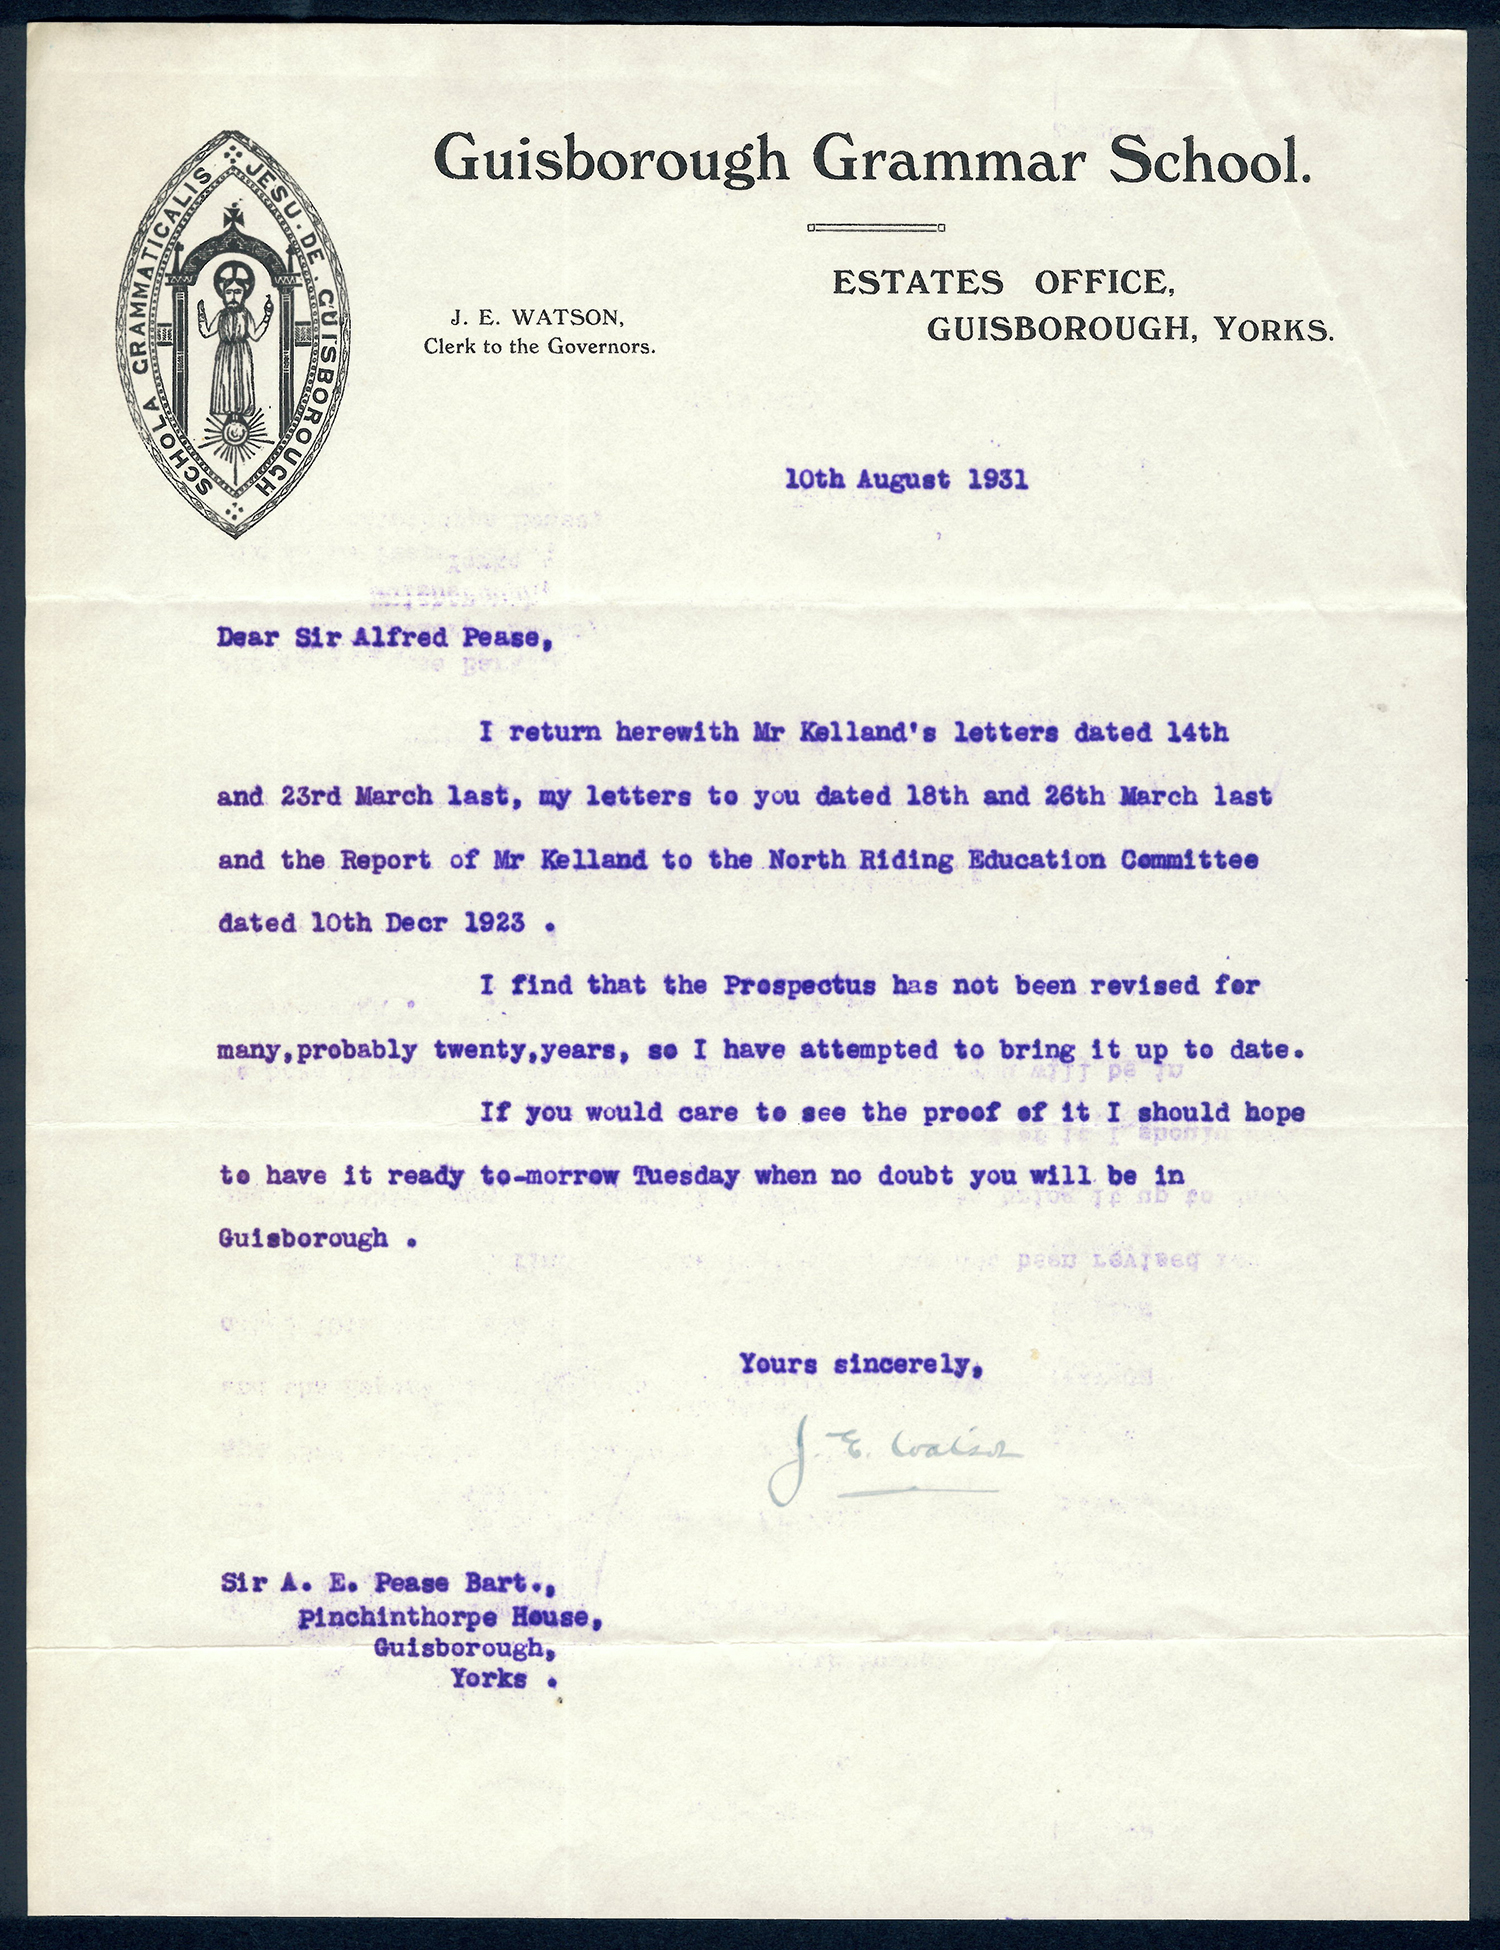 Guisborough Grammar School.
SCHOLA GRAMMATICALIS JESU·DE·GUISBOROUGH
ESTATES OFFICE,
GUISBOROUGH, YORKS.
J. E. WATSON,
Clerk to the Governors.
10th August 1931
Dear Sir Alfred Pease,
I return herewith Mr Kelland's letters dated 14th
and 23rd March last, my letters to you dated 18th and 26th March last
and the Report of Mr Kelland to the North Riding Education Committee
dated 10th Decr 1923 .
I find that the Prospectus has not been revised for
many,probably twenty,years, so I have attempted to bring it up to date.
If you would care to see the proof of it I should hope
to have it ready to-morrow Tuesday when no doubt you will be in
Guisborough .
Yours sincerely,
J. E. Watson
Sir A. E. Pease Bart.,
Pinchinthorpe House,
Guisborough,
Yorks .